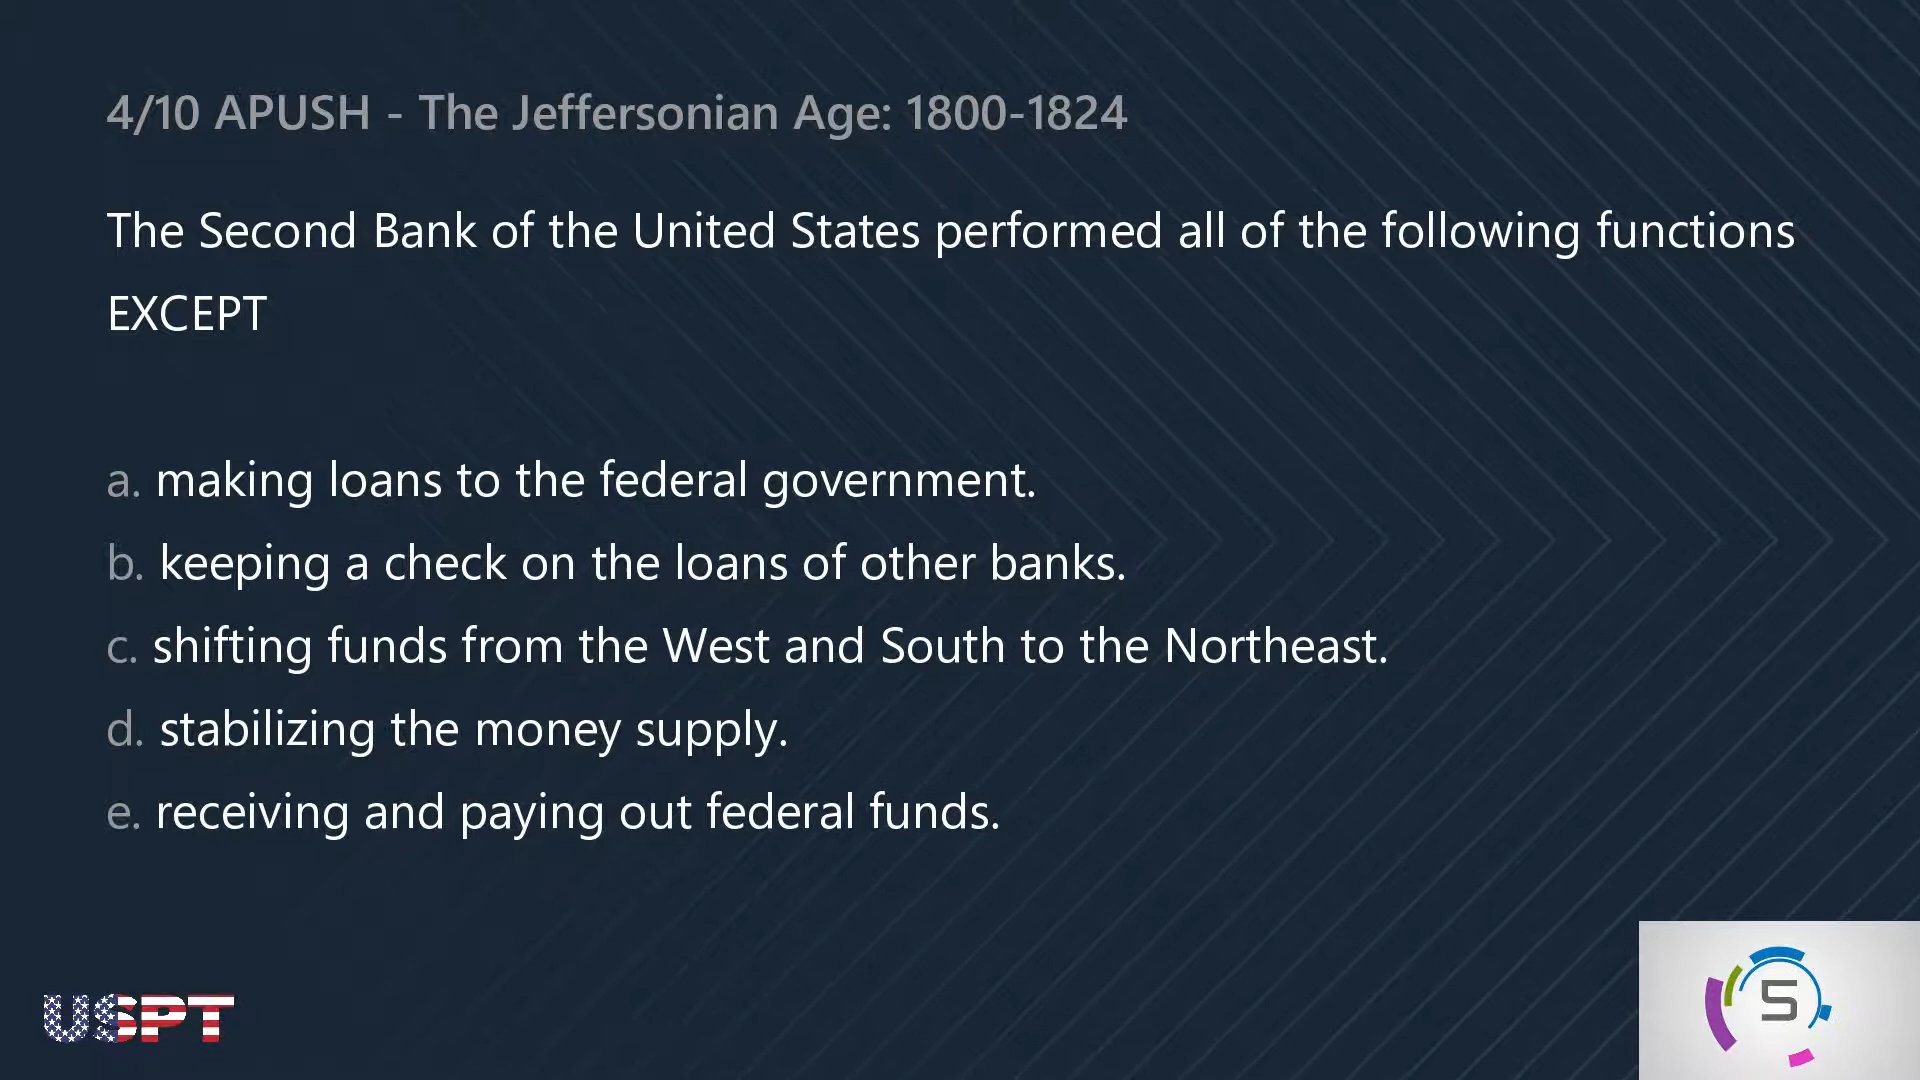 4/10 APUSH - The Jeffersonian Age: 1800-1824
The Second Bank of the United States performed all of the following functions
EXCEPT
a. making loans to the federal government.
b. keeping a check on the loans of other banks.
c. shifting funds from the West and South to the Northeast.
d. stabilizing the money supply.
e. receiving and paying out federal funds.
USPT
5